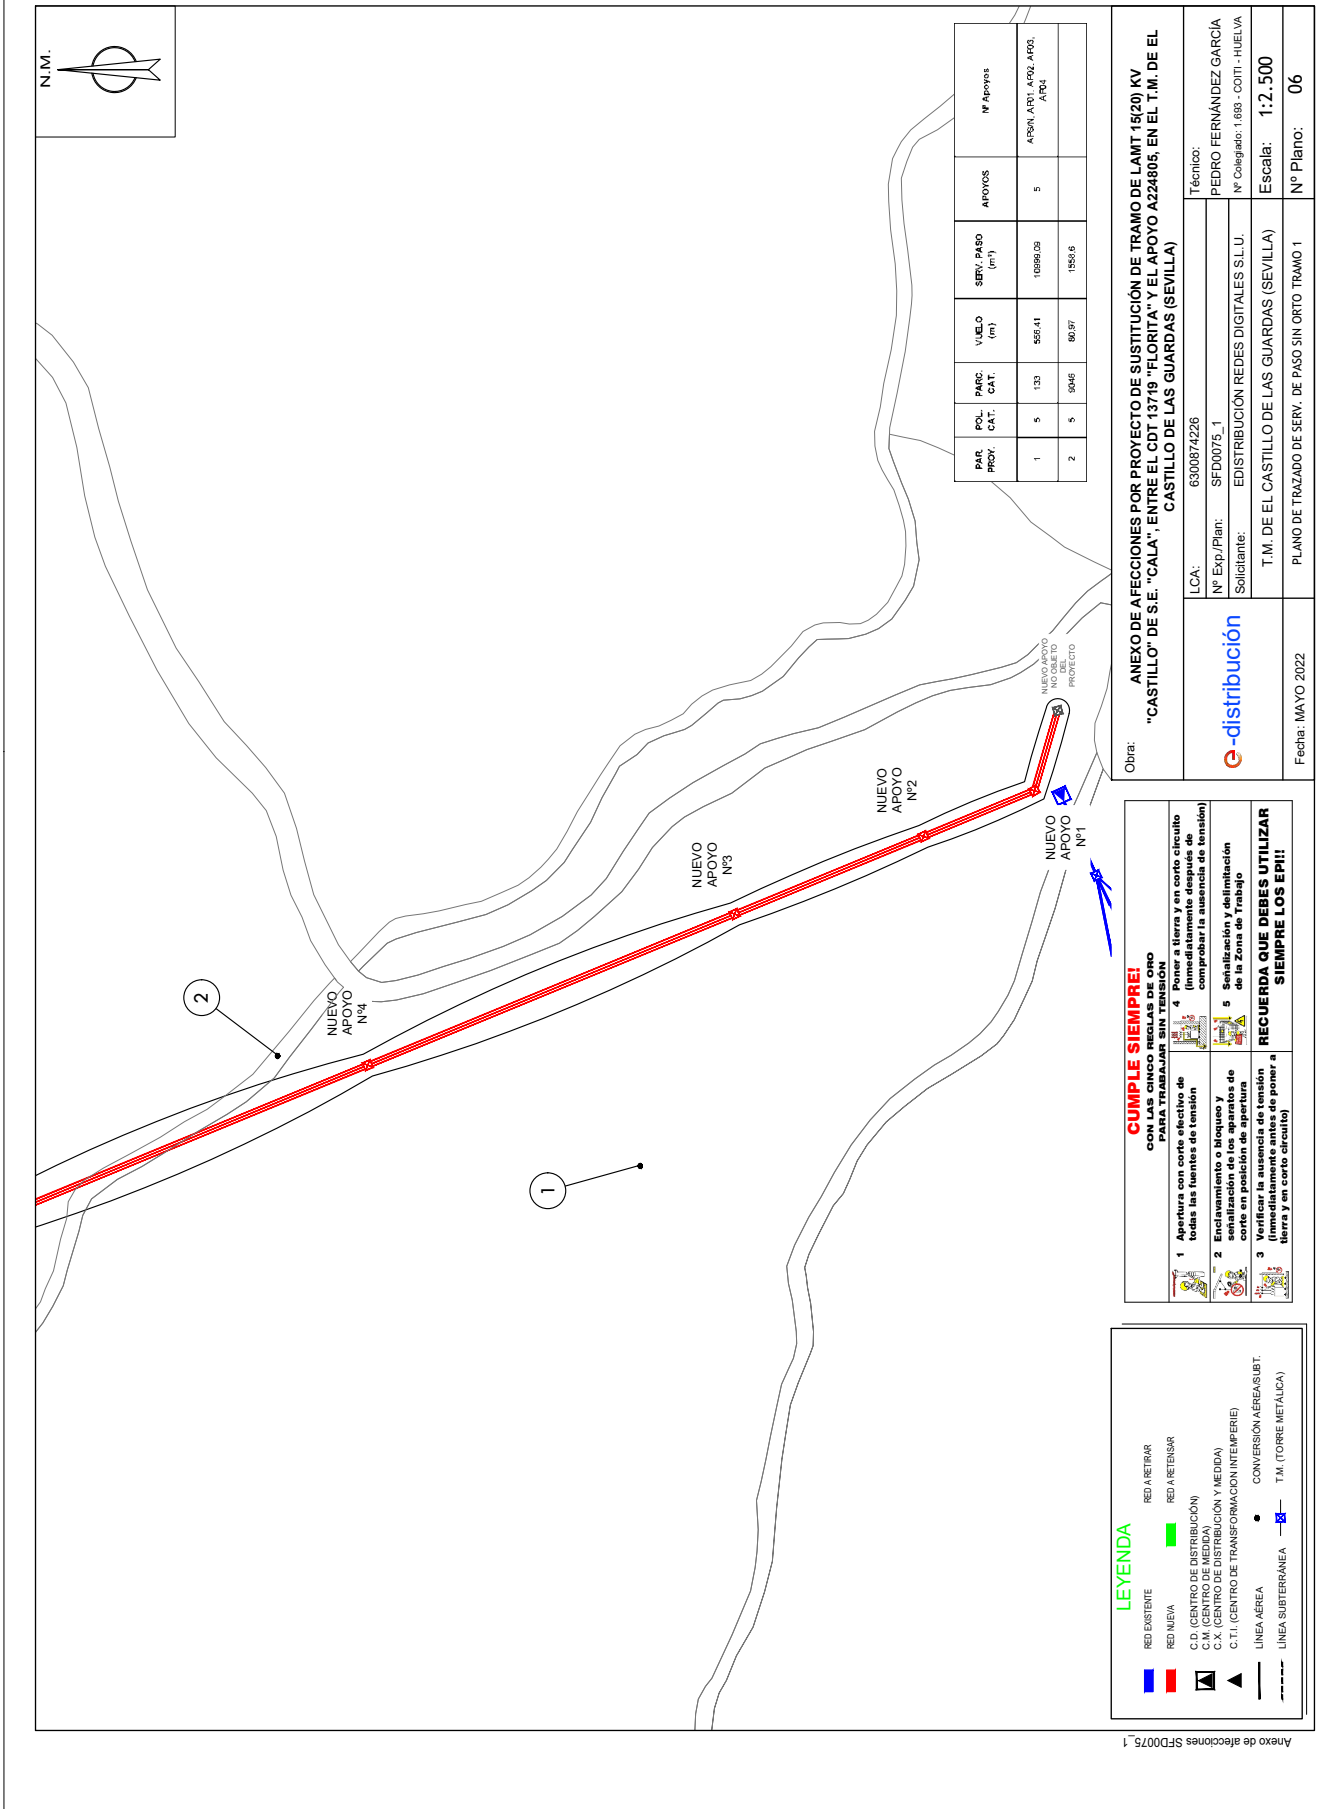 N.M.
PAR. PROY.
POL. CAT.
PARC. CAT.
VUELO (m)
SERV. PASO (m²)
APOYOS
Nº Apoyos
1
5
133
556,41
10999,09
5
APS/N, AP01, AP02, AP03, AP04
2
5
9046
80,97
1558,6
NUEVO APOYO Nº4
NUEVO APOYO Nº3
NUEVO APOYO Nº2
NUEVO APOYO Nº1
NUEVO APOYO NO OBJETO DEL PROYECTO
2
1
LEYENDA
RED EXISTENTE
RED A RETIRAR
RED NUEVA
RED A RETENSAR
C.D. (CENTRO DE DISTRIBUCIÓN)
C.M. (CENTRO DE MEDIDA)
C.X. (CENTRO DE DISTRIBUCIÓN Y MEDIDA)
C.T.I. (CENTRO DE TRANSFORMACION INTEMPERIE)
LÍNEA AÉREA
CONVERSIÓN AÉREA/SUBT.
LÍNEA SUBTERRÁNEA
T.M. (TORRE METÁLICA)
CUMPLE SIEMPRE!
CON LAS CINCO REGLAS DE ORO
PARA TRABAJAR SIN TENSIÓN
1 Apertura con corte efectivo de
todas las fuentes de tensión
2 Enclavamiento o bloqueo y
señalización de los aparatos de
corte en posición de apertura
3 Verificar la ausencia de tensión
(inmediatamente antes de poner a
tierra y en corto circuito)
4 Poner a tierra y en corto circuito
(inmediatamente después de
comprobar la ausencia de tensión)
5 Señalización y delimitación
de la Zona de Trabajo
RECUERDA QUE DEBES UTILIZAR
SIEMPRE LOS EPI!!
Obra:
ANEXO DE AFECCIONES POR PROYECTO DE SUSTITUCIÓN DE TRAMO DE LAMT 15(20) KV
"CASTILLO" DE S.E. "CALA", ENTRE EL CDT 13719 "FLORITA" Y EL APOYO A224805, EN EL T.M. DE EL
CASTILLO DE LAS GUARDAS (SEVILLA)
e-distribución
LCA: 6300874226
Nº Exp./Plan: SFD0075_1
Solicitante: EDISTRIBUCIÓN REDES DIGITALES S.L.U.
Técnico:
PEDRO FERNÁNDEZ GARCÍA
Nº Colegiado: 1.693 - COITI - HUELVA
T.M. DE EL CASTILLO DE LAS GUARDAS (SEVILLA)
Escala: 1:2.500
Fecha: MAYO 2022
PLANO DE TRAZADO DE SERV. DE PASO SIN ORTO TRAMO 1
Nº Plano: 06
Anexo de afecciones SFD0075_1